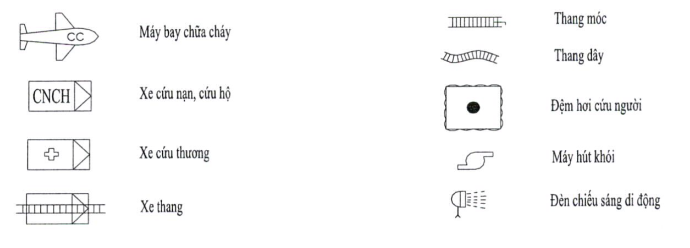 CC
Máy bay chữa cháy
CNCH
Xe cứu nạn, cứu hộ
Xe cứu thương
Xe thang
Thang móc
Thang dây
Đệm hơi cứu người
Máy hút khói
Đèn chiếu sáng di động